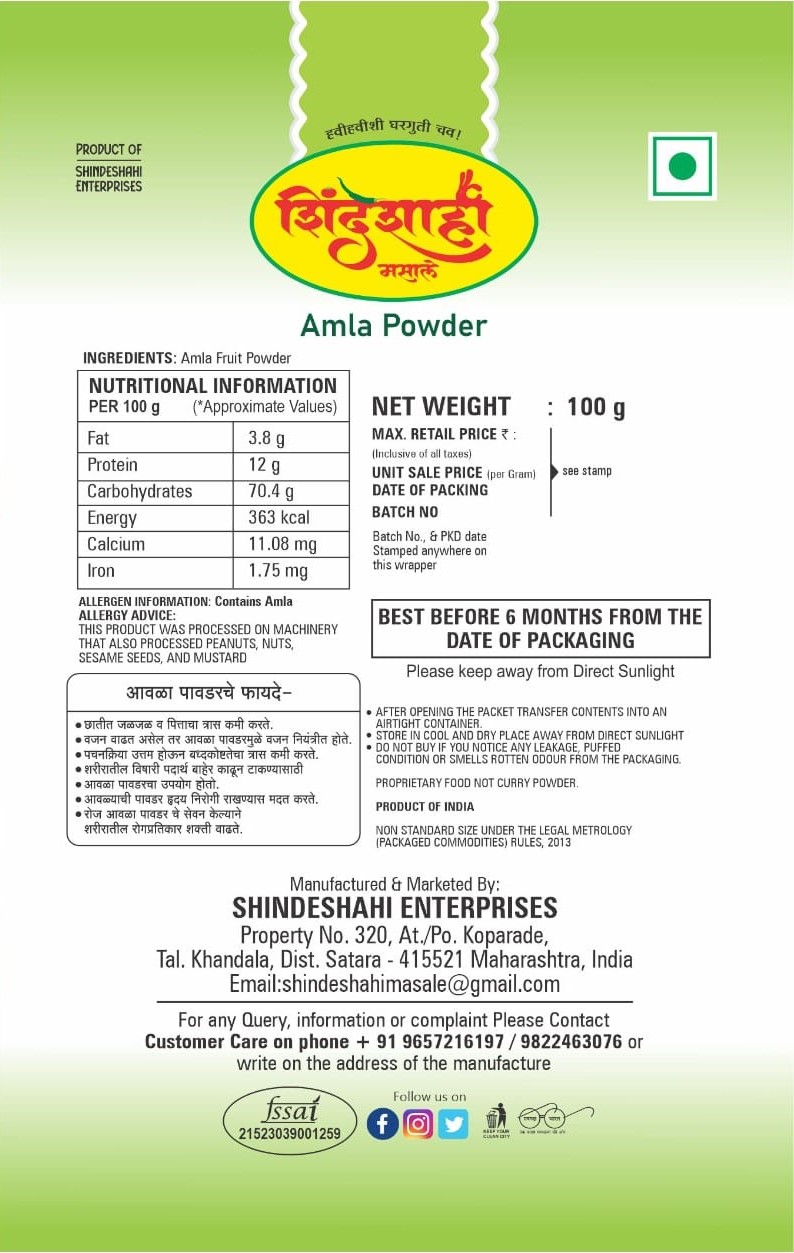 हवीहवीशी घरगुती चव!
PRODUCT OF
SHINDESHAHI
ENTERPRISES
शिंदेशाही
मसाले
Amla Powder
INGREDIENTS: Amla Fruit Powder
NUTRITIONAL INFORMATION
PER 100 g (*Approximate Values)
Fat 3.8 g
Protein 12 g
Carbohydrates 70.4 g
Energy 363 kcal
Calcium 11.08 mg
Iron 1.75 mg
ALLERGEN INFORMATION: Contains Amla
ALLERGY ADVICE:
THIS PRODUCT WAS PROCESSED ON MACHINERY
THAT ALSO PROCESSED PEANUTS, NUTS,
SESAME SEEDS, AND MUSTARD
NET WEIGHT : 100 g
MAX. RETAIL PRICE ₹ :
(Inclusive of all taxes)
UNIT SALE PRICE (per Gram) see stamp
DATE OF PACKING
BATCH NO
Batch No., & PKD date
Stamped anywhere on
this wrapper
BEST BEFORE 6 MONTHS FROM THE
DATE OF PACKAGING
Please keep away from Direct Sunlight
आवळा पावडरचे फायदे-
• छातीत जळजळ व पित्ताचा त्रास कमी करते.
• वजन वाढत असेल तर आवळा पावडरमुळे वजन नियंत्रीत होते.
• पचनक्रिया उत्तम होऊन बध्दकोष्टतेचा त्रास कमी करते.
• शरीरातील विषारी पदार्थ बाहेर काढून टाकण्यासाठी
• आवळा पावडरचा उपयोग होतो.
• आवळ्याची पावडर हृदय निरोगी राखण्यास मदत करते.
• रोज आवळा पावडर चे सेवन केल्याने
शरीरातील रोगप्रतिकार शक्ती वाढते.
• AFTER OPENING THE PACKET TRANSFER CONTENTS INTO AN
AIRTIGHT CONTAINER.
• STORE IN COOL AND DRY PLACE AWAY FROM DIRECT SUNLIGHT
• DO NOT BUY IF YOU NOTICE ANY LEAKAGE, PUFFED
CONDITION OR SMELLS ROTTEN ODOUR FROM THE PACKAGING.
PROPRIETARY FOOD NOT CURRY POWDER.
PRODUCT OF INDIA
NON STANDARD SIZE UNDER THE LEGAL METROLOGY
(PACKAGED COMMODITIES) RULES, 2013
Manufactured & Marketed By:
SHINDESHAHI ENTERPRISES
Property No. 320, At./Po. Koparade,
Tal. Khandala, Dist. Satara - 415521 Maharashtra, India
Email:shindeshahimasale@gmail.com
For any Query, information or complaint Please Contact
Customer Care on phone + 91 9657216197 / 9822463076 or
write on the address of the manufacture
fssai
21523039001259
Follow us on
KEEP YOUR
CLEAN CITY
स्वच्छ भारत